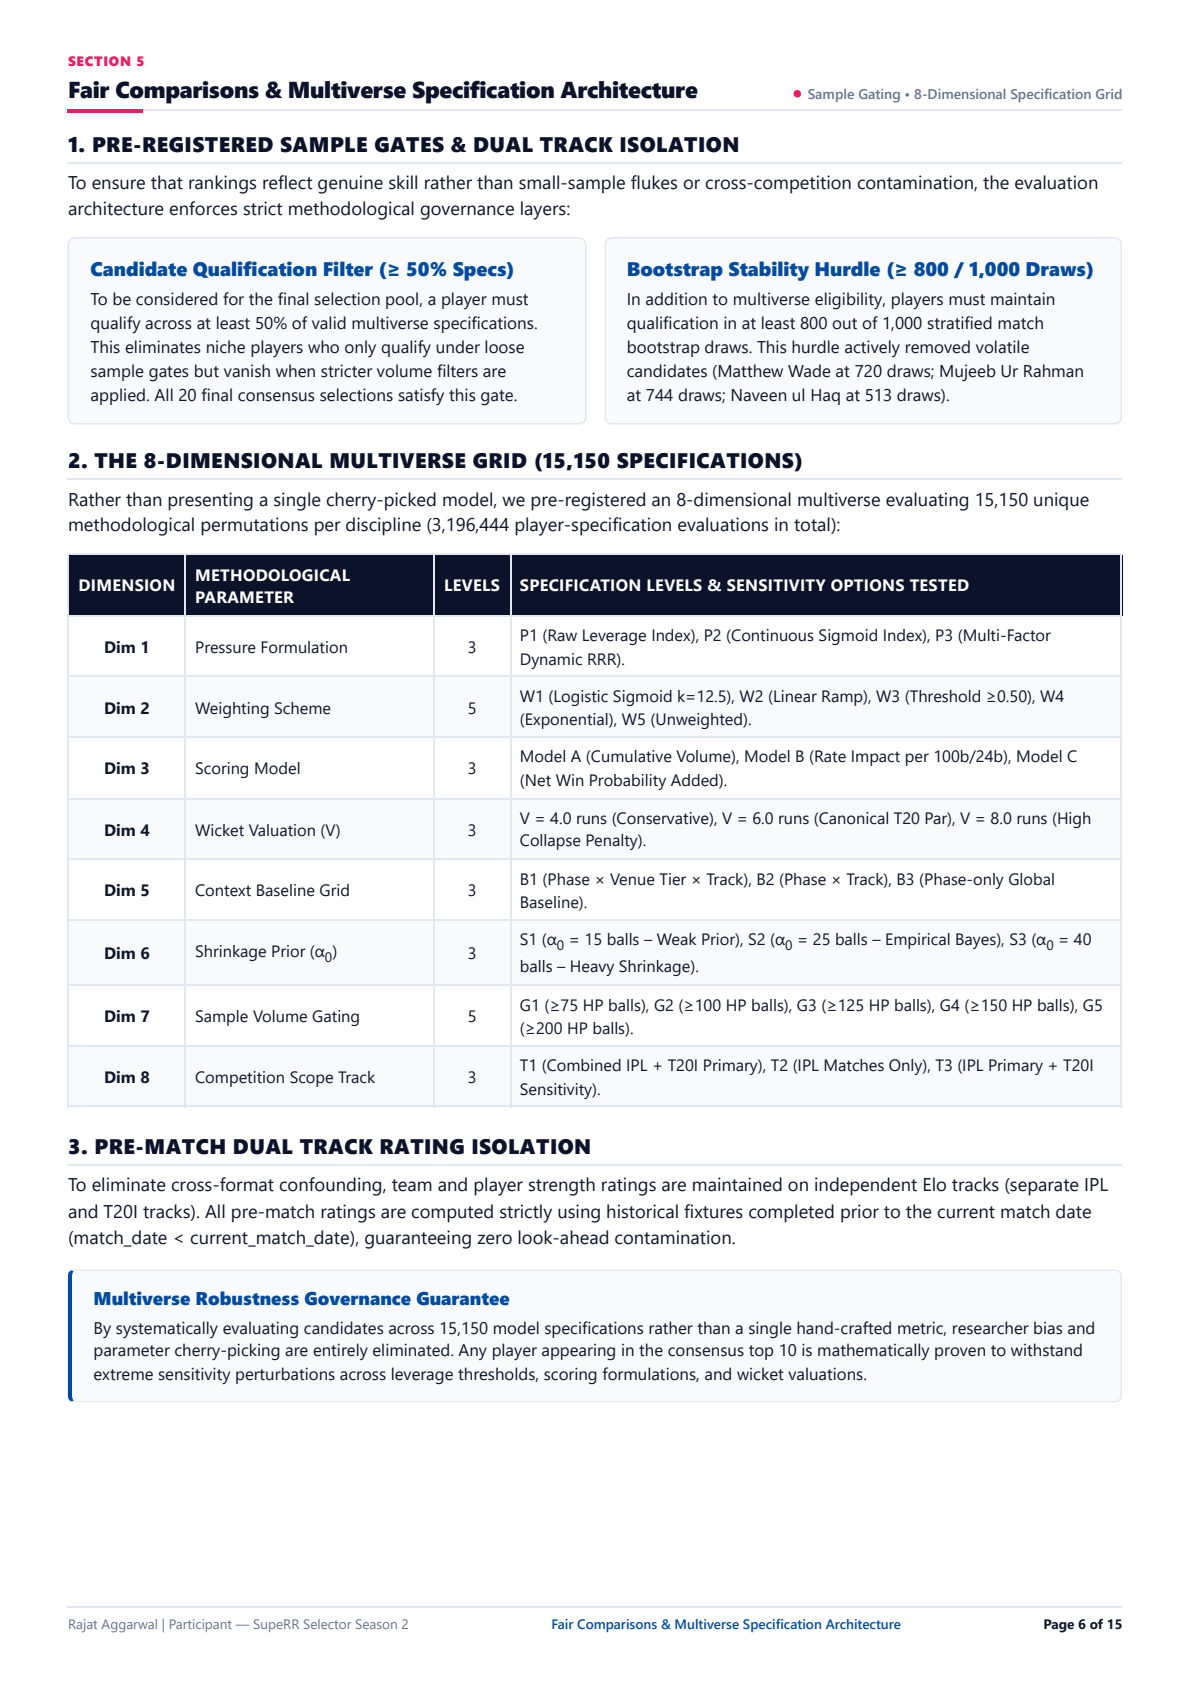 SECTION 5
Fair Comparisons & Multiverse Specification Architecture
● Sample Gating • 8-Dimensional Specification Grid
1. PRE-REGISTERED SAMPLE GATES & DUAL TRACK ISOLATION
To ensure that rankings reflect genuine skill rather than small-sample flukes or cross-competition contamination, the evaluation
architecture enforces strict methodological governance layers:
Candidate Qualification Filter (≥ 50% Specs)
To be considered for the final selection pool, a player must
qualify across at least 50% of valid multiverse specifications.
This eliminates niche players who only qualify under loose
sample gates but vanish when stricter volume filters are
applied. All 20 final consensus selections satisfy this gate.
Bootstrap Stability Hurdle (≥ 800 / 1,000 Draws)
In addition to multiverse eligibility, players must maintain
qualification in at least 800 out of 1,000 stratified match
bootstrap draws. This hurdle actively removed volatile
candidates (Matthew Wade at 720 draws; Mujeeb Ur Rahman
at 744 draws; Naveen ul Haq at 513 draws).
2. THE 8-DIMENSIONAL MULTIVERSE GRID (15,150 SPECIFICATIONS)
Rather than presenting a single cherry-picked model, we pre-registered an 8-dimensional multiverse evaluating 15,150 unique
methodological permutations per discipline (3,196,444 player-specification evaluations in total):
DIMENSION METHODOLOGICAL PARAMETER LEVELS SPECIFICATION LEVELS & SENSITIVITY OPTIONS TESTED
Dim 1 Pressure Formulation 3 P1 (Raw Leverage Index), P2 (Continuous Sigmoid Index), P3 (Multi-Factor
Dynamic RRR).
Dim 2 Weighting Scheme 5 W1 (Logistic Sigmoid k=12.5), W2 (Linear Ramp), W3 (Threshold ≥0.50), W4
(Exponential), W5 (Unweighted).
Dim 3 Scoring Model 3 Model A (Cumulative Volume), Model B (Rate Impact per 100b/24b), Model C
(Net Win Probability Added).
Dim 4 Wicket Valuation (V) 3 V = 4.0 runs (Conservative), V = 6.0 runs (Canonical T20 Par), V = 8.0 runs (High
Collapse Penalty).
Dim 5 Context Baseline Grid 3 B1 (Phase × Venue Tier × Track), B2 (Phase × Track), B3 (Phase-only Global
Baseline).
Dim 6 Shrinkage Prior (α₀) 3 S1 (α₀ = 15 balls – Weak Prior), S2 (α₀ = 25 balls – Empirical Bayes), S3 (α₀ = 40
balls – Heavy Shrinkage).
Dim 7 Sample Volume Gating 5 G1 (≥75 HP balls), G2 (≥100 HP balls), G3 (≥125 HP balls), G4 (≥150 HP balls), G5
(≥200 HP balls).
Dim 8 Competition Scope Track 3 T1 (Combined IPL + T20I Primary), T2 (IPL Matches Only), T3 (IPL Primary + T20I
Sensitivity).
3. PRE-MATCH DUAL TRACK RATING ISOLATION
To eliminate cross-format confounding, team and player strength ratings are maintained on independent Elo tracks (separate IPL
and T20I tracks). All pre-match ratings are computed strictly using historical fixtures completed prior to the current match date
(match_date < current_match_date), guaranteeing zero look-ahead contamination.
Multiverse Robustness Governance Guarantee
By systematically evaluating candidates across 15,150 model specifications rather than a single hand-crafted metric, researcher bias and
parameter cherry-picking are entirely eliminated. Any player appearing in the consensus top 10 is mathematically proven to withstand
extreme sensitivity perturbations across leverage thresholds, scoring formulations, and wicket valuations.
Rajat Aggarwal | Participant — SupeRR Selector Season 2
Fair Comparisons & Multiverse Specification Architecture
Page 6 of 15